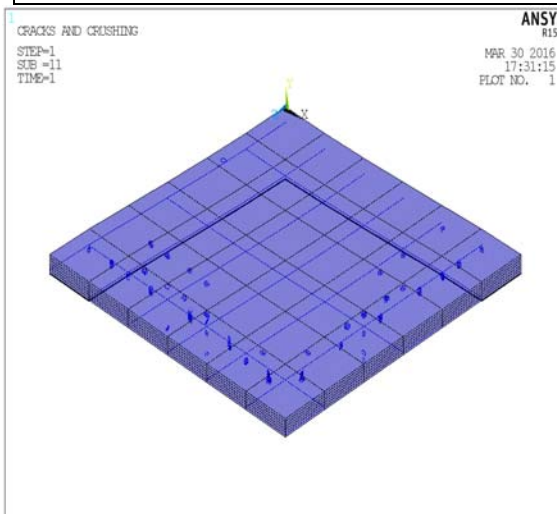 1
CRACKS AND CRUSHING
STEP=1
SUB =11
TIME=1
ANSY
R15
MAR 30 2016
17:31:15
PLOT NO. 1
Y
Z X